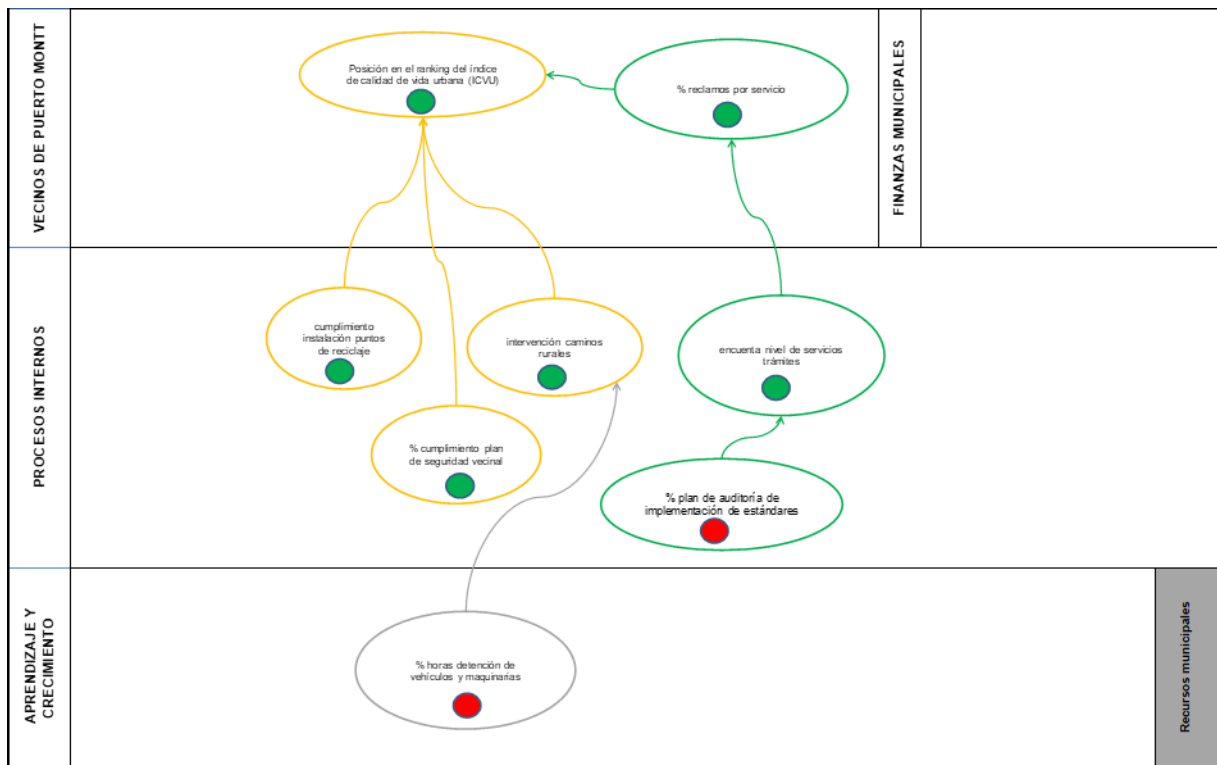 VECINOS DE PUERTO MONTT
Posición en el ranking del índice
de calidad de vida urbana (ICVU)
% reclamos por servicio
FINANZAS MUNICIPALES
PROCESOS INTERNOS
cumplimiento
instalación puntos
de reciclaje
intervención caminos
rurales
encuenta nivel de servicios
trámites
% cumplimiento plan
de seguridad vecinal
% plan de auditoría de
implementación de estándares
APRENDIZAJE Y
CRECIMIENTO
% horas detención de
vehículos y maquinarias
Recursos municipales